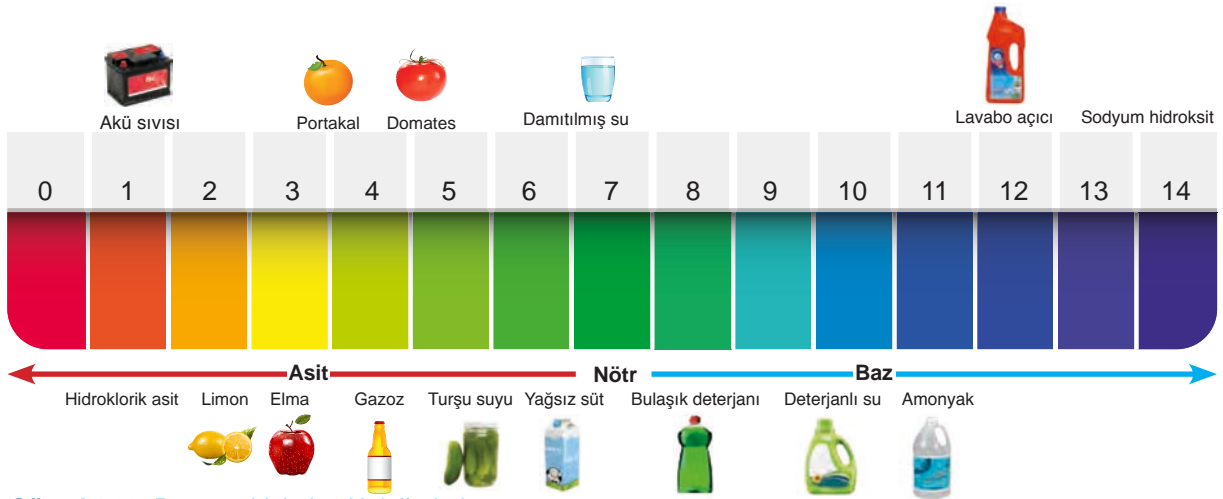 Akü sıvısı
Portakal
Domates
Damıtılmış su
Lavabo açıcı
Sodyum hidroksit
0 1 2 3 4 5 6 7 8 9 10 11 12 13 14
Asit
Nötr
Baz
Hidroklorik asit
Limon
Elma
Gazoz
Turşu suyu
Yağsız süt
Bulaşık deterjanı
Deterjanlı su
Amonyak